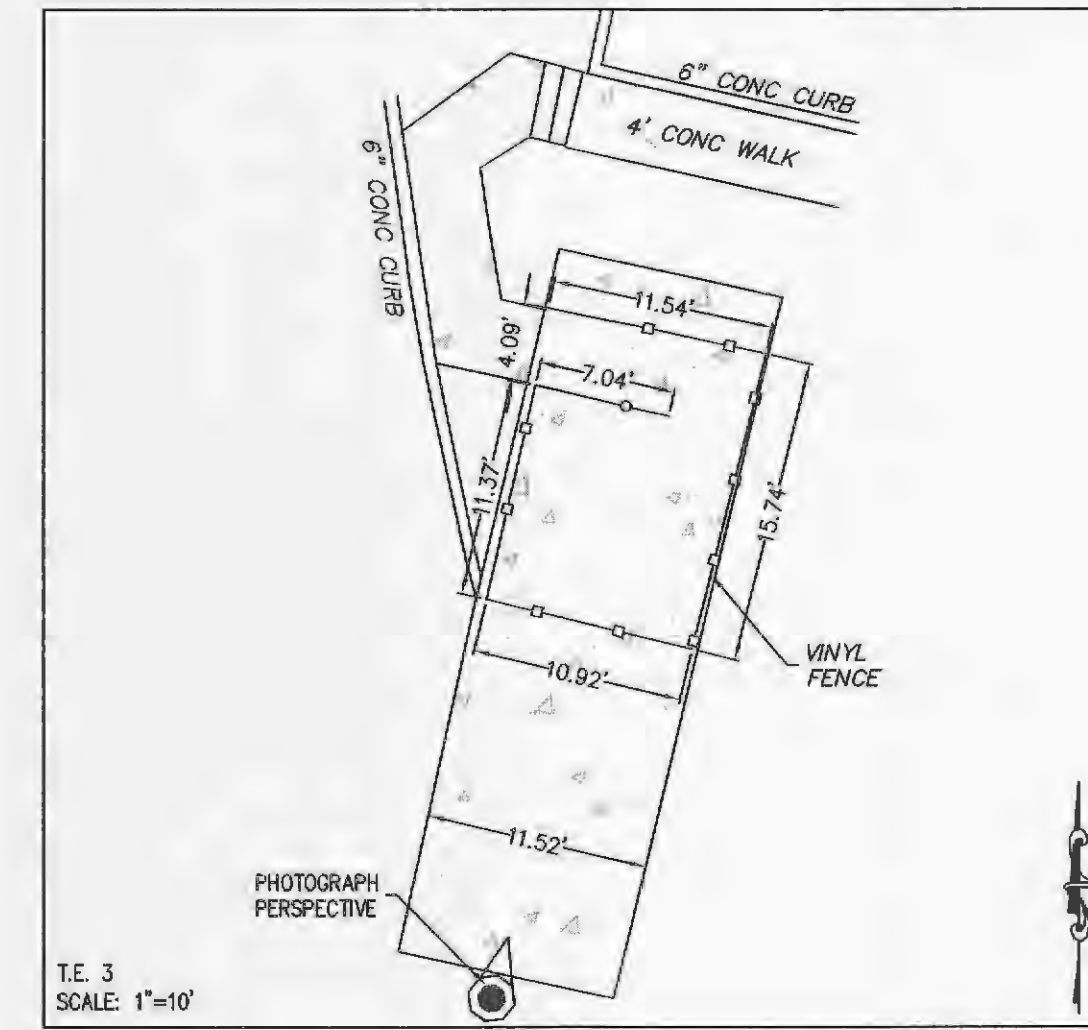 6" CONC CURB
4' CONC WALK
6" CONC CURB
11.54'
4.09'
7.04'
11.37'
15.74'
10.92'
VINYL
FENCE
11.52'
PHOTOGRAPH
PERSPECTIVE
T.E. 3
SCALE: 1"=10'